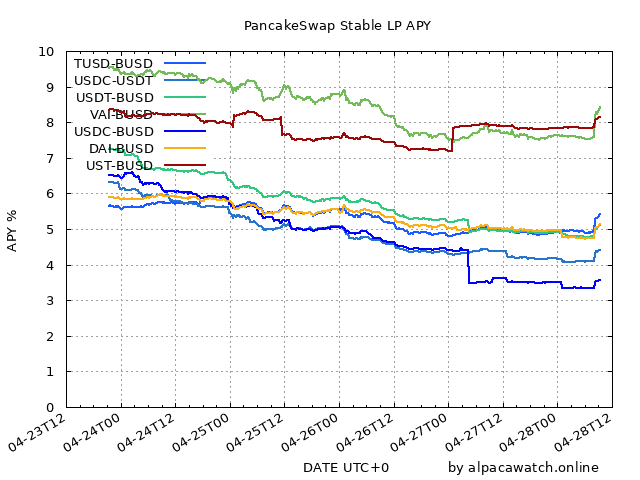 PancakeSwap Stable LP APY
10
9
8
7
6
5
4
3
2
1
0
APY %
TUSD-BUSD
USDC-USDT
USDT-BUSD
VAI-BUSD
USDC-BUSD
DAI-BUSD
UST-BUSD
04-23T12
04-24T00
04-24T12
04-25T00
04-25T12
04-26T00
04-26T12
04-27T00
04-27T12
04-28T00
04-28T12
DATE UTC+0
by alpacawatch.online